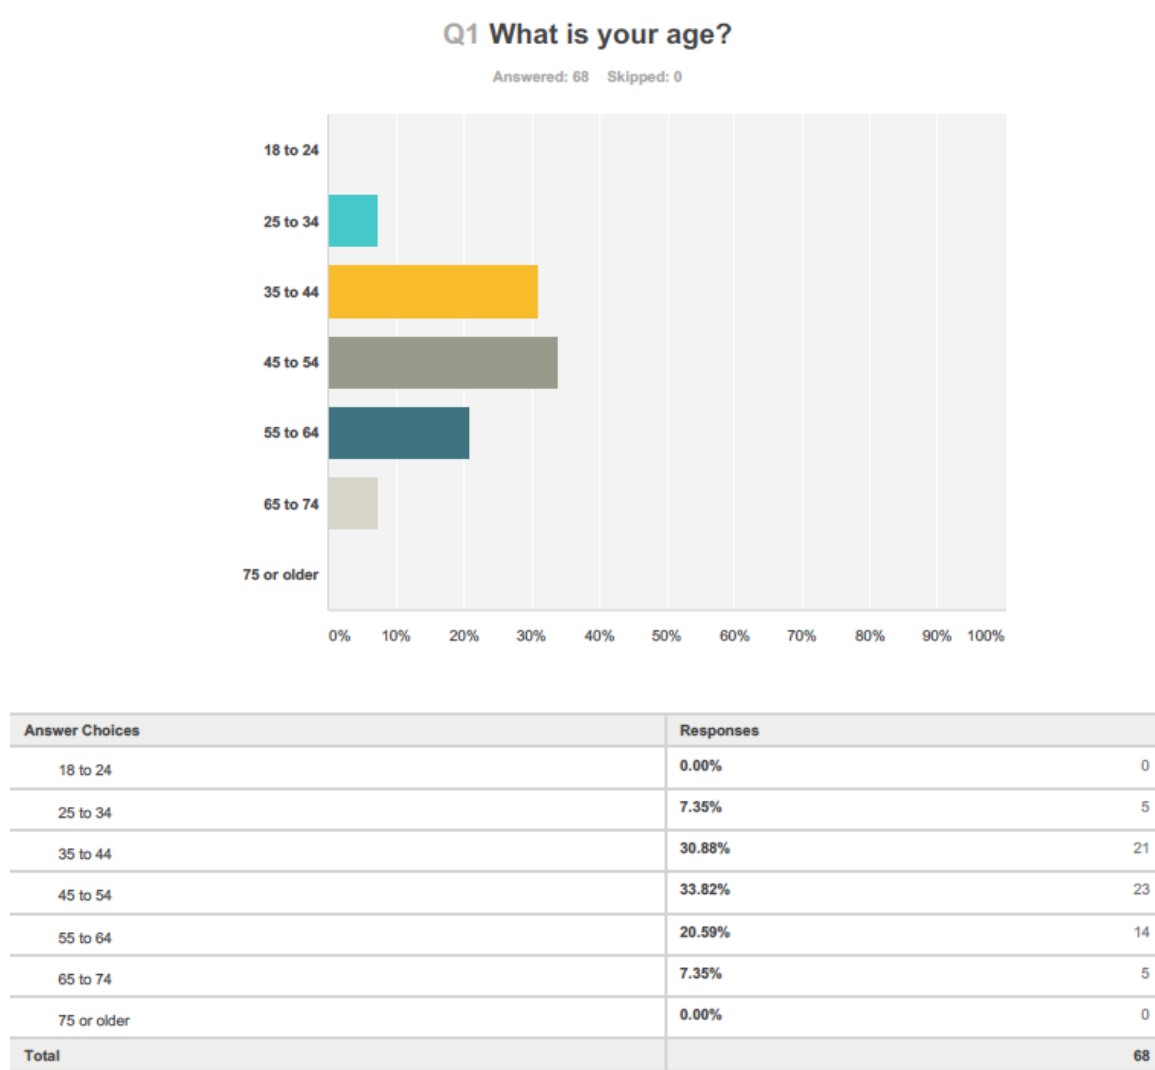 Q1 What is your age?
Answered: 68 Skipped: 0
18 to 24
25 to 34
35 to 44
45 to 54
55 to 64
65 to 74
75 or older
0% 10% 20% 30% 40% 50% 60% 70% 80% 90% 100%
Answer Choices Responses
18 to 24 0.00% 0
25 to 34 7.35% 5
35 to 44 30.88% 21
45 to 54 33.82% 23
55 to 64 20.59% 14
65 to 74 7.35% 5
75 or older 0.00% 0
Total 68